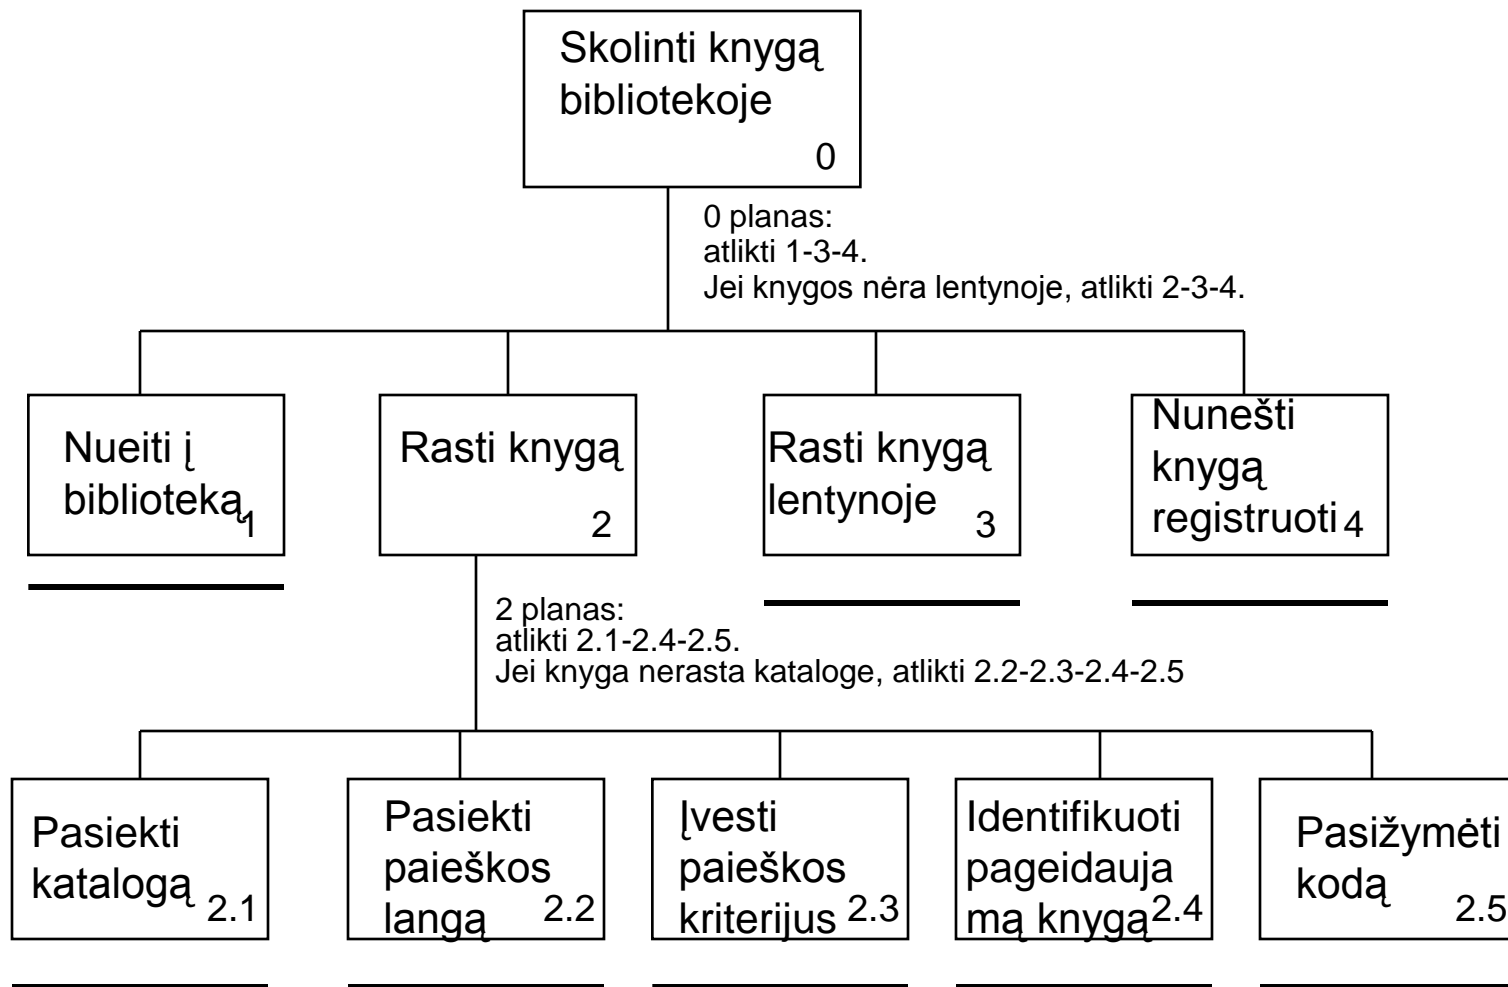 Skolinti knygą
bibliotekoje
0
0 planas:
atlikti 1-3-4.
Jei knygos nėra lentynoje, atlikti 2-3-4.
Nueiti į
biblioteką
1
Rasti knygą
2
Rasti knygą
lentynoje
3
Nunešti
knygą
registruoti
4
2 planas:
atlikti 2.1-2.4-2.5.
Jei knyga nerasta kataloge, atlikti 2.2-2.3-2.4-2.5
Pasiekti
katalogą
2.1
Pasiekti
paieškos
langą
2.2
Įvesti
paieškos
kriterijus
2.3
Identifikuoti
pageidauja
mą knygą
2.4
Pasižymėti
kodą
2.5